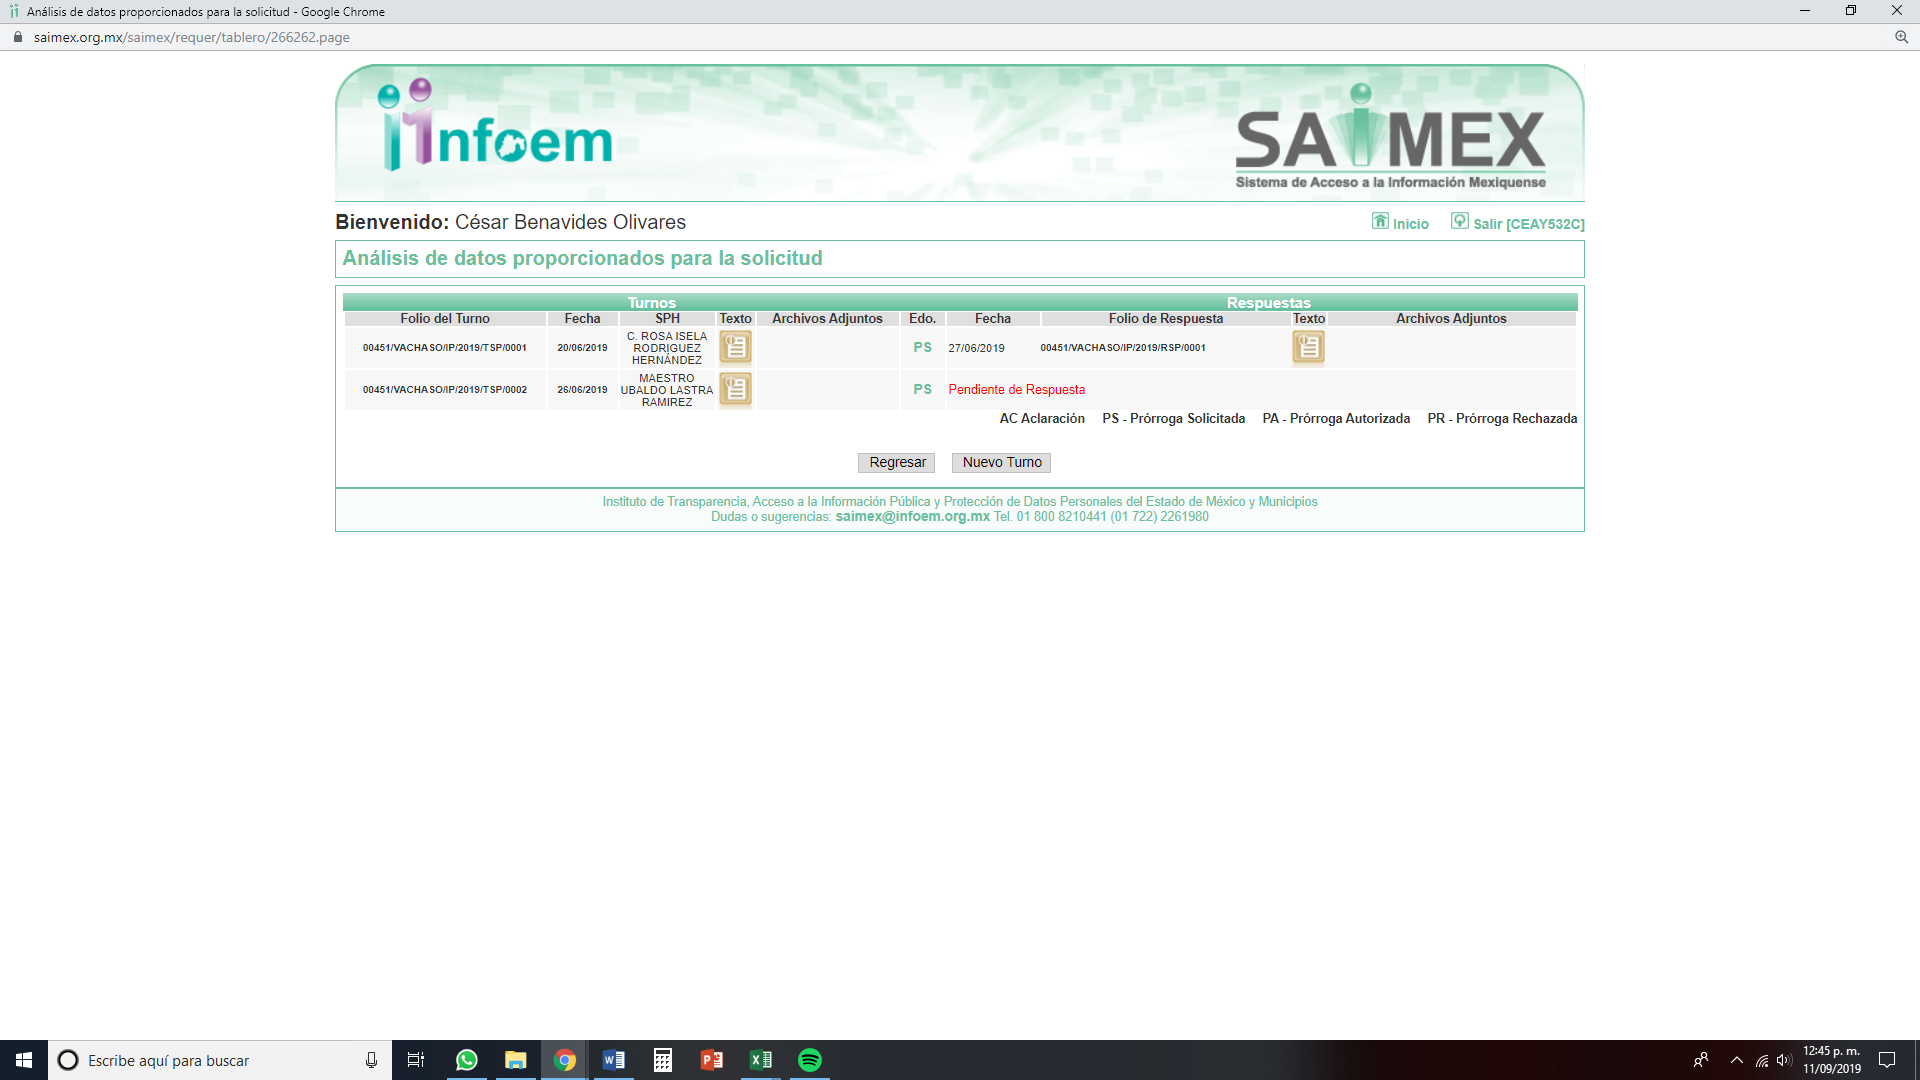 Análisis de datos proporcionados para la solicitud - Google Chrome
saimex.org.mx/saimex/requer/tablero/266262.page
infoem
SAiMEX
Sistema de Acceso a la Información Mexiquense
Bienvenido: César Benavides Olivares
Inicio Salir [CEAY532C]
Análisis de datos proporcionados para la solicitud
Turnos Respuestas
Folio del Turno Fecha SPH Texto Archivos Adjuntos Edo. Fecha Folio de Respuesta Texto Archivos Adjuntos
00451/VACHASO/IP/2019/TSP/0001 20/06/2019 C. ROSA ISELA RODRIGUEZ HERNÁNDEZ PS 27/06/2019 00451/VACHASO/IP/2019/RSP/0001
00451/VACHASO/IP/2019/TSP/0002 26/06/2019 MAESTRO UBALDO LASTRA RAMIREZ PS Pendiente de Respuesta
AC Aclaración PS - Prórroga Solicitada PA - Prórroga Autorizada PR - Prórroga Rechazada
Regresar Nuevo Turno
Instituto de Transparencia, Acceso a la Información Pública y Protección de Datos Personales del Estado de México y Municipios
Dudas o sugerencias: saimex@infoem.org.mx Tel. 01 800 8210441 (01 722) 2261980
Escribe aquí para buscar
12:45 p. m.
11/09/2019